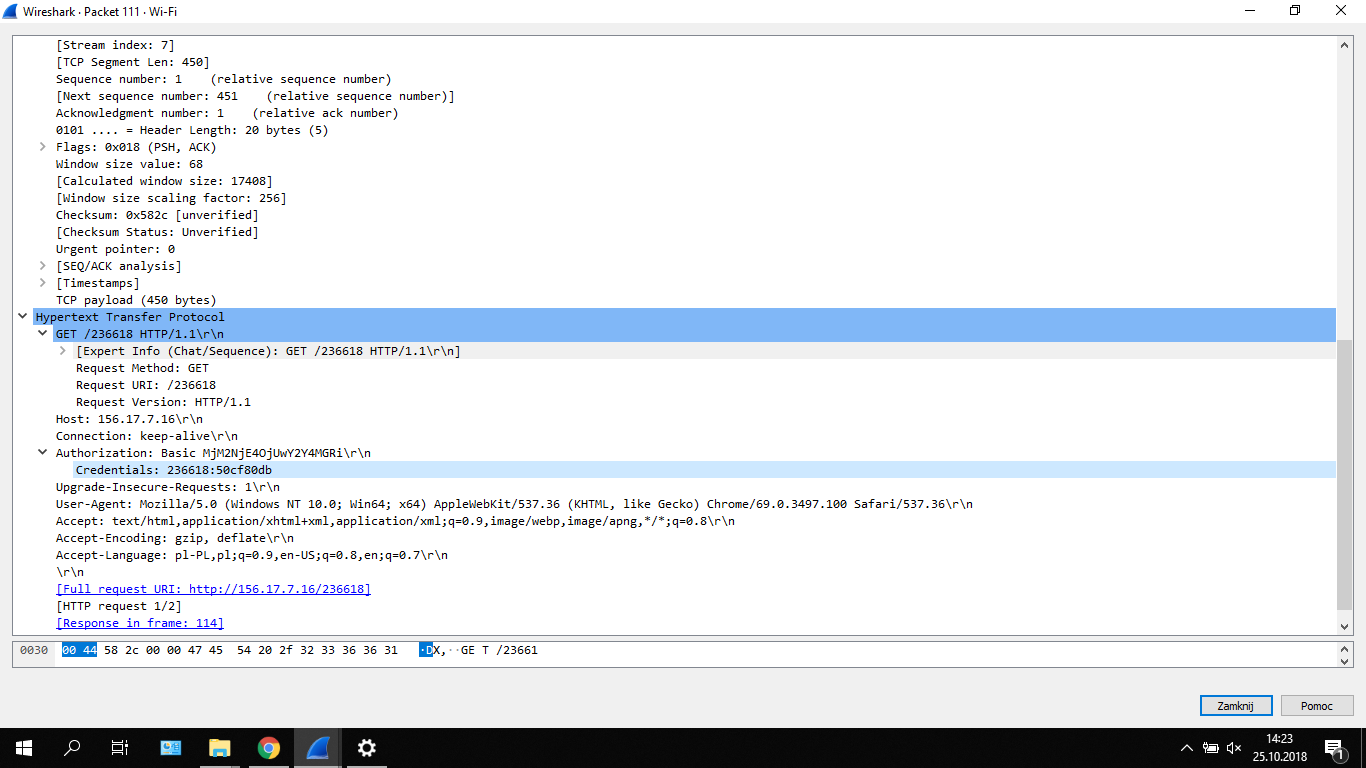 Wireshark · Packet 111 · Wi-Fi
[Stream index: 7]
[TCP Segment Len: 450]
Sequence number: 1    (relative sequence number)
[Next sequence number: 451    (relative sequence number)]
Acknowledgment number: 1    (relative ack number)
0101 .... = Header Length: 20 bytes (5)
Flags: 0x018 (PSH, ACK)
Window size value: 68
[Calculated window size: 17408]
[Window size scaling factor: 256]
Checksum: 0x582c [unverified]
[Checksum Status: Unverified]
Urgent pointer: 0
[SEQ/ACK analysis]
[Timestamps]
TCP payload (450 bytes)
Hypertext Transfer Protocol
GET /236618 HTTP/1.1\r\n
[Expert Info (Chat/Sequence): GET /236618 HTTP/1.1\r\n]
Request Method: GET
Request URI: /236618
Request Version: HTTP/1.1
Host: 156.17.7.16\r\n
Connection: keep-alive\r\n
Authorization: Basic MjM2NjE4OjUwY2Y4MGRi\r\n
Credentials: 236618:50cf80db
Upgrade-Insecure-Requests: 1\r\n
User-Agent: Mozilla/5.0 (Windows NT 10.0; Win64; x64) AppleWebKit/537.36 (KHTML, like Gecko) Chrome/69.0.3497.100 Safari/537.36\r\n
Accept: text/html,application/xhtml+xml,application/xml;q=0.9,image/webp,image/apng,*/*;q=0.8\r\n
Accept-Encoding: gzip, deflate\r\n
Accept-Language: pl-PL,pl;q=0.9,en-US;q=0.8,en;q=0.7\r\n
\r\n
[Full request URI: http://156.17.7.16/236618]
[HTTP request 1/2]
[Response in frame: 114]
0030 00 44 58 2c 00 00 47 45  54 20 2f 32 33 36 36 31 ·DX,··GE T /23661
Zamknij Pomoc
14:23
25.10.2018
1